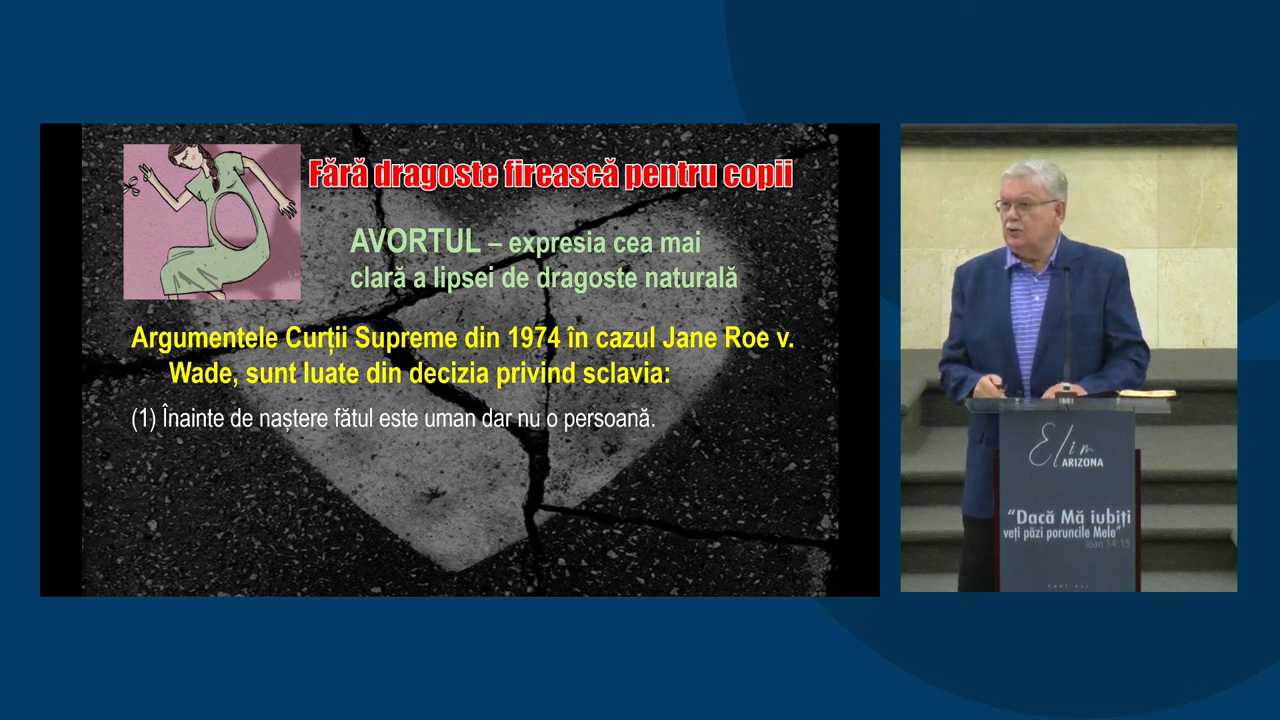 Fără dragoste firească pentru copii
AVORTUL – expresia cea mai
clară a lipsei de dragoste naturală
Argumentele Curții Supreme din 1974 în cazul Jane Roe v.
Wade, sunt luate din decizia privind sclavia:
(1) Înainte de naștere fătul este uman dar nu o persoană.
Elim
ARIZONA
“Dacă Mă iubiți
veți păzi poruncile Mele”
Ioan 14:15